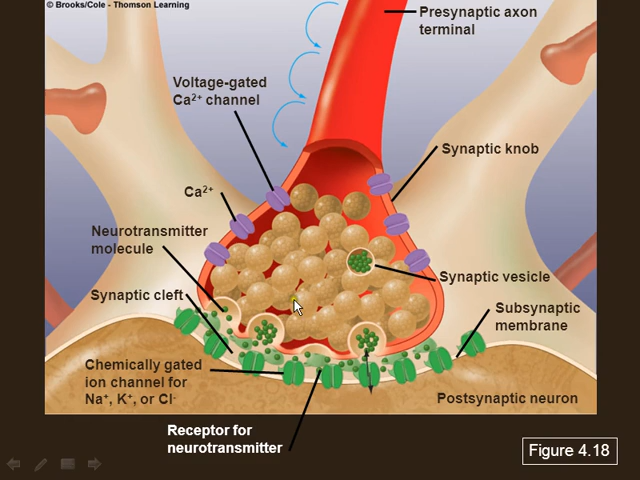 © Brooks/Cole - Thomson Learning
Presynaptic axon
terminal
Voltage-gated
Ca²⁺ channel
Synaptic knob
Ca²⁺
Neurotransmitter
molecule
Synaptic vesicle
Synaptic cleft
Subsynaptic
membrane
Chemically gated
ion channel for
Na⁺, K⁺, or Cl⁻
Postsynaptic neuron
Receptor for
neurotransmitter
Figure 4.18